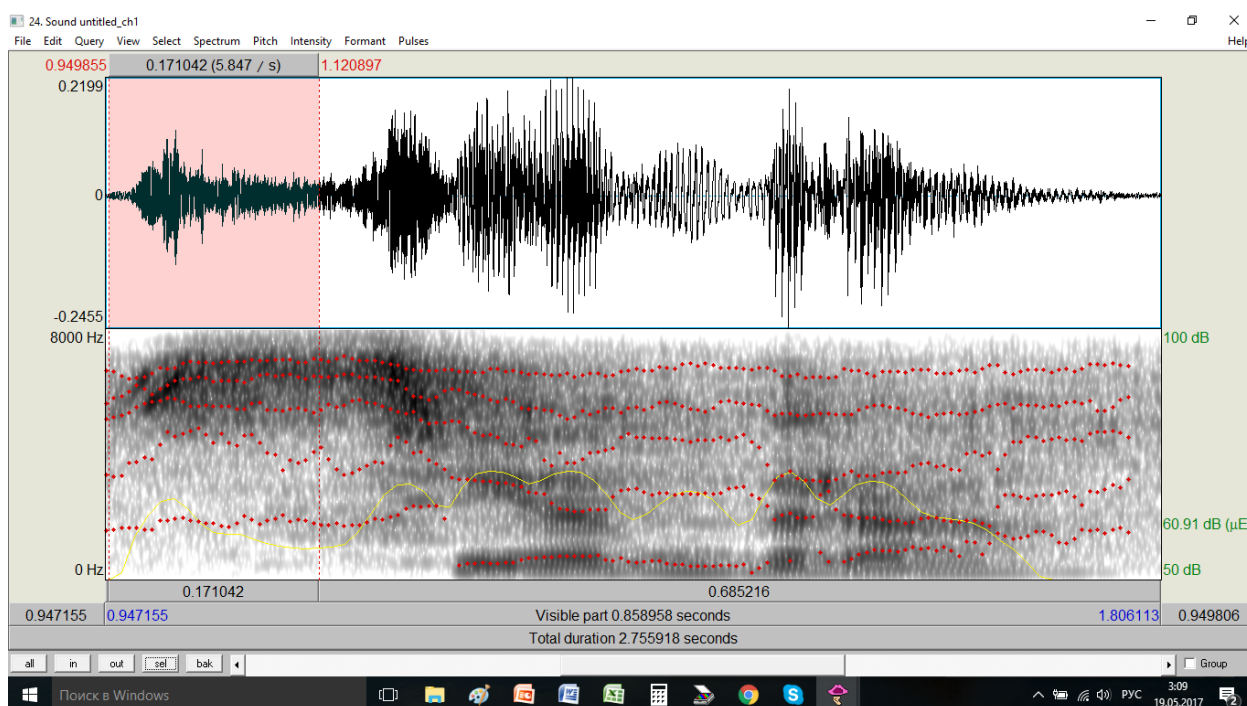 24. Sound untitled_ch1
File Edit Query View Select Spectrum Pitch Intensity Formant Pulses Help
0.949855 0.171042 (5.847 / s) 1.120897
0.2199
0
-0.2455
8000 Hz 100 dB
60.91 dB (µE
0 Hz 50 dB
0.171042 0.685216
0.947155 0.947155 Visible part 0.858958 seconds 1.806113 0.949806
Total duration 2.755918 seconds
all in out sel bak Group
Поиск в Windows РУС 3:09
19.05.2017 2